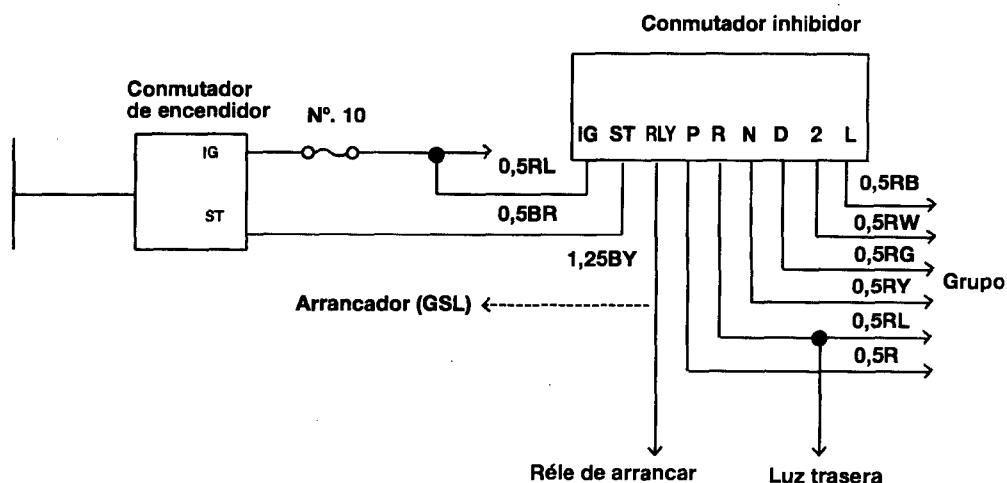 Conmutador inhibidor
Conmutador
de encendidor
Nº. 10
IG
ST
IG ST RLY P R N D 2 L
0,5RL
0,5BR
1,25BY
0,5RB
0,5RW
0,5RG
0,5RY
0,5RL
0,5R
Grupo
Arrancador (GSL)
Réle de arrancar
Luz trasera